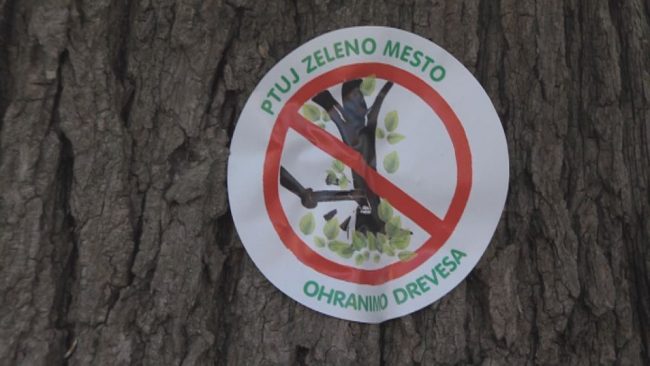 PTUJ ZELENO MESTO
OHRANIMO DREVESA